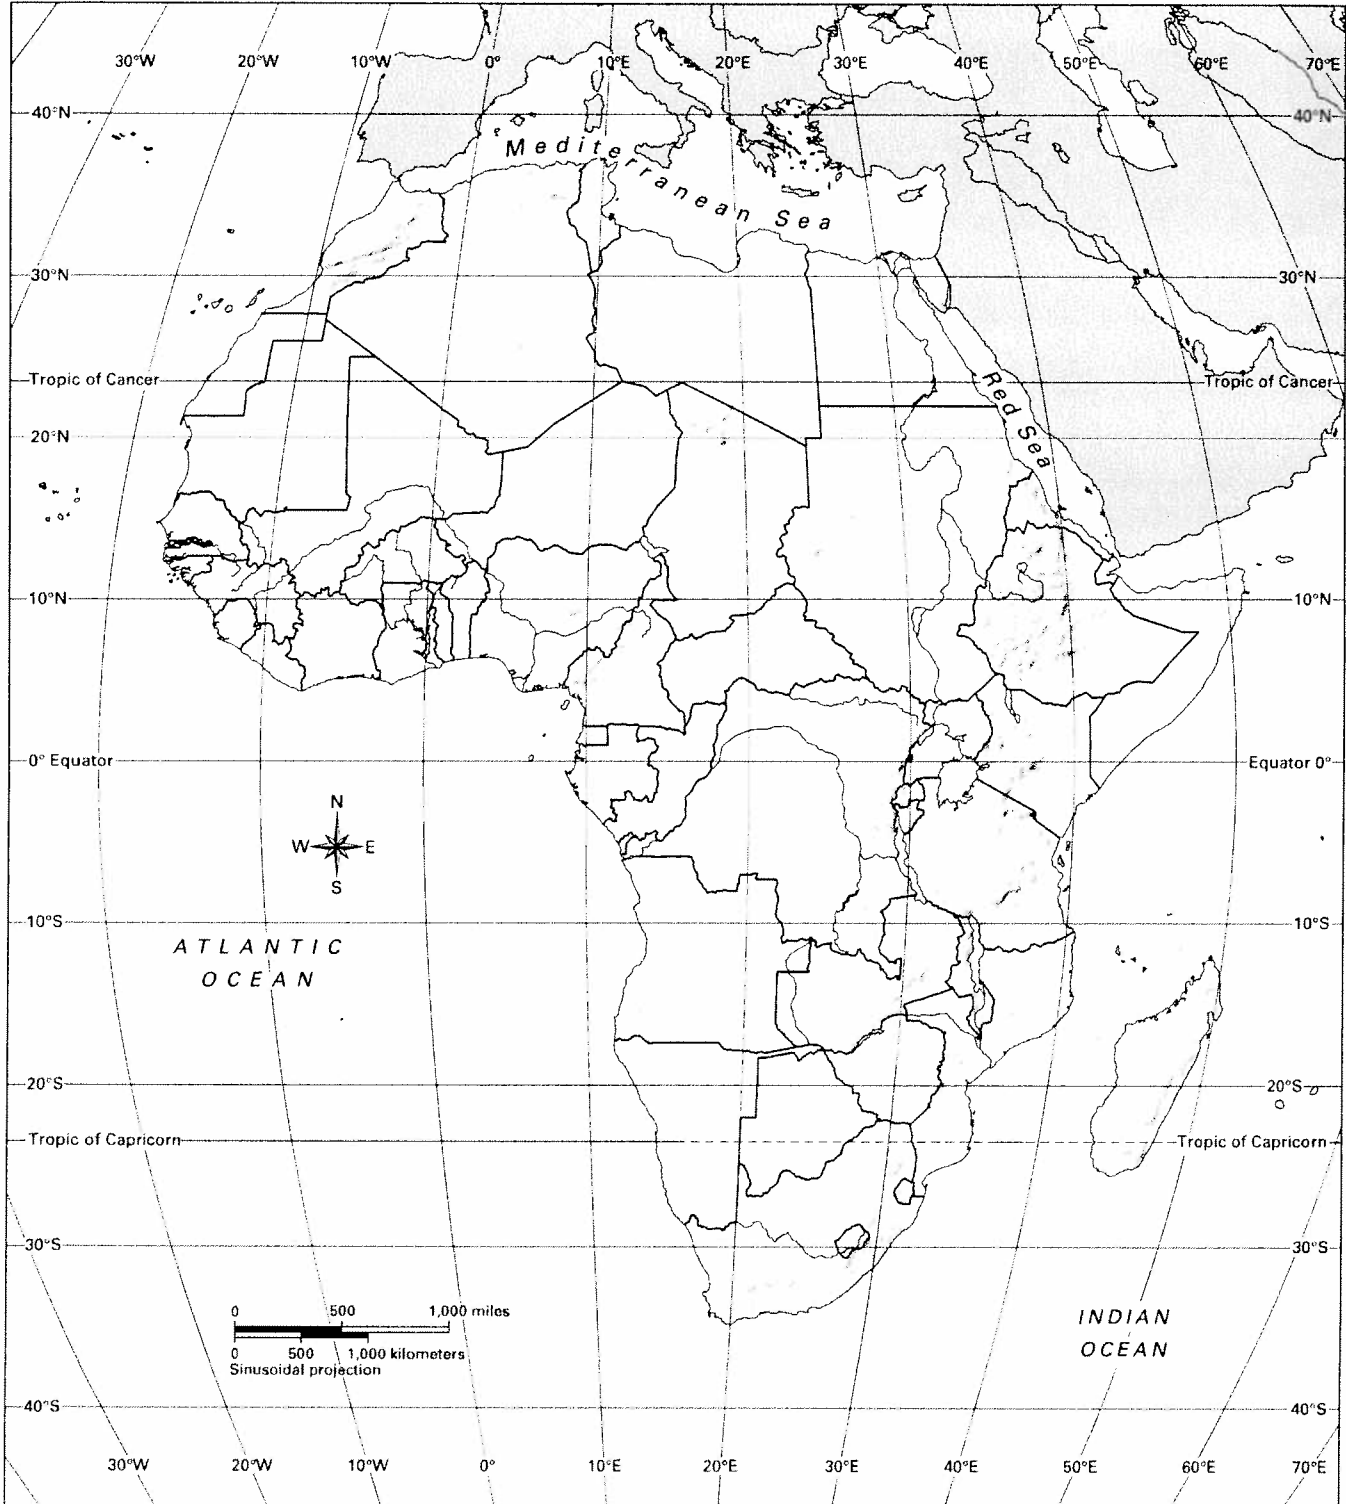 30°W 20°W 10°W 0° 10°E 20°E 30°E 40°E 50°E 60°E 70°E
40°N 40°N
Mediterranean Sea
30°N 30°N
Tropic of Cancer Tropic of Cancer
Red Sea
20°N
10°N 10°N
0° Equator Equator 0°
N
W E
S
10°S 10°S
ATLANTIC
OCEAN
20°S 20°S
Tropic of Capricorn Tropic of Capricorn
30°S 30°S
0 500 1,000 miles
0 500 1,000 kilometers
Sinusoidal projection
INDIAN
OCEAN
40°S 40°S
30°W 20°W 10°W 0° 10°E 20°E 30°E 40°E 50°E 60°E 70°E